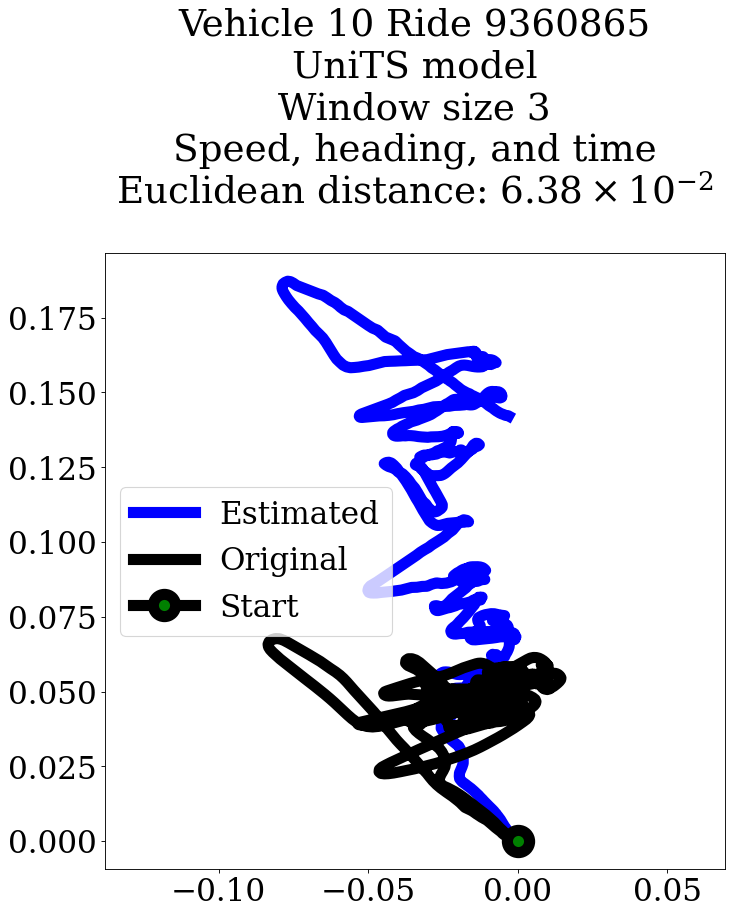 Vehicle 10 Ride 9360865
UniTS model
Window size 3
Speed, heading, and time
Euclidean distance: 6.38 × 10⁻²
0.175
0.150
0.125
0.100
0.075
0.050
0.025
0.000
Estimated
Original
Start
−0.10 −0.05 0.00 0.05